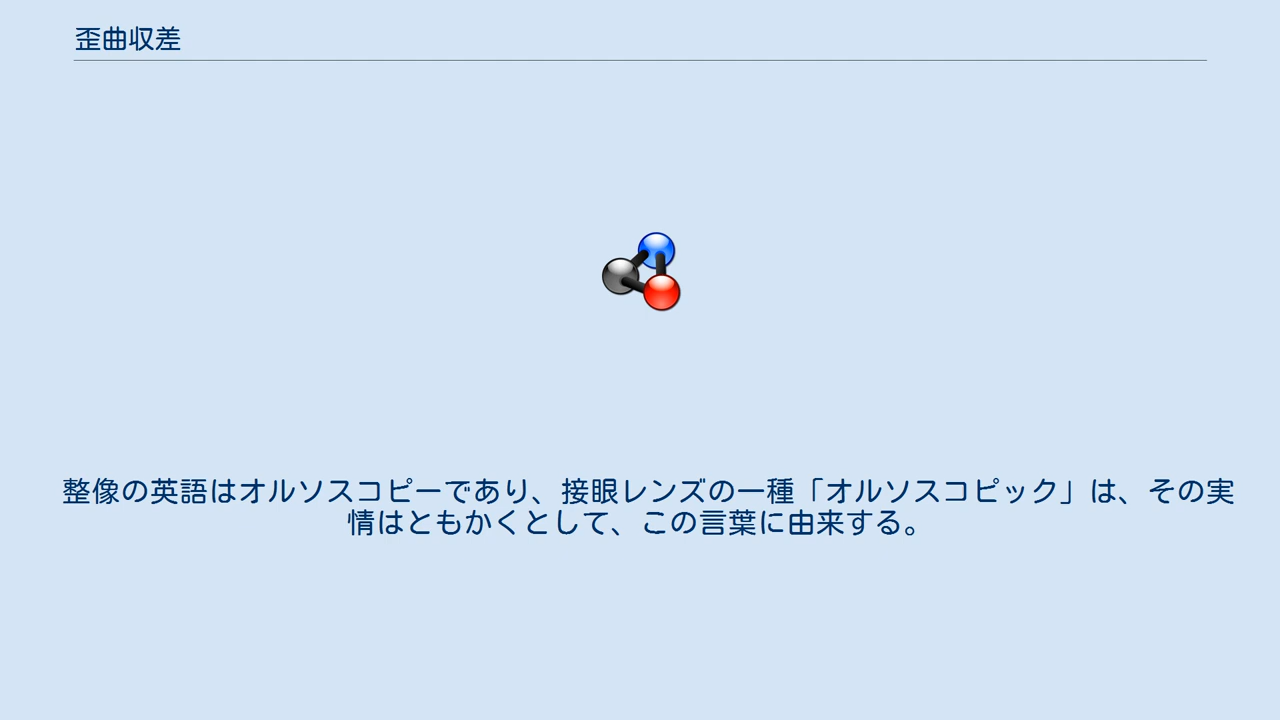 歪曲収差
整像の英語はオルソスコピーであり、接眼レンズの一種「オルソスコピック」は、その実
情はともかくとして、この言葉に由来する。